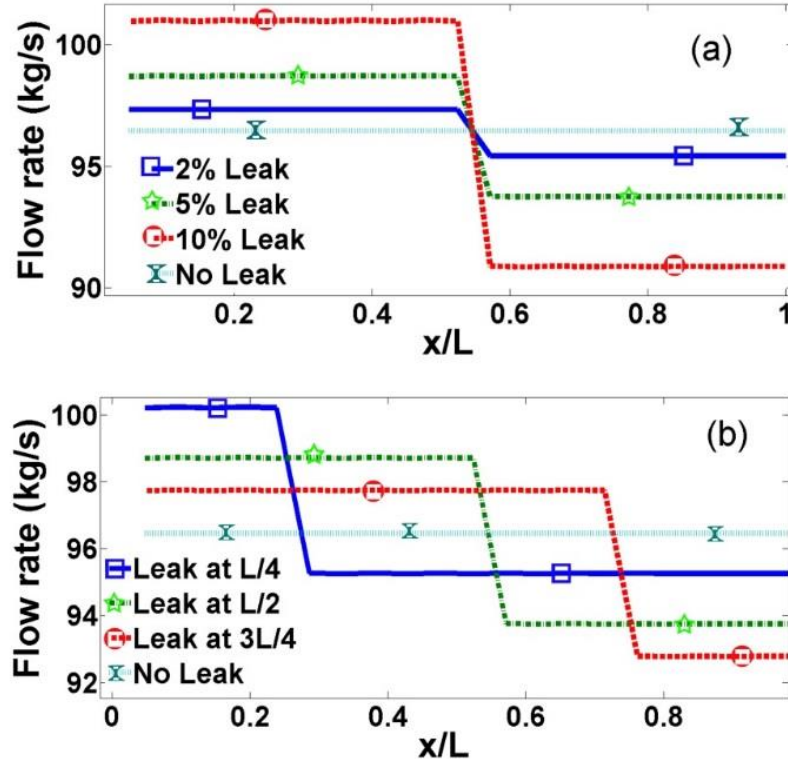 (a)
Flow rate (kg/s)
100
95
90
2% Leak
5% Leak
10% Leak
No Leak
0.2 0.4 0.6 0.8 1
x/L
(b)
Flow rate (kg/s)
100
98
96
94
92
Leak at L/4
Leak at L/2
Leak at 3L/4
No Leak
0 0.2 0.4 0.6 0.8
x/L